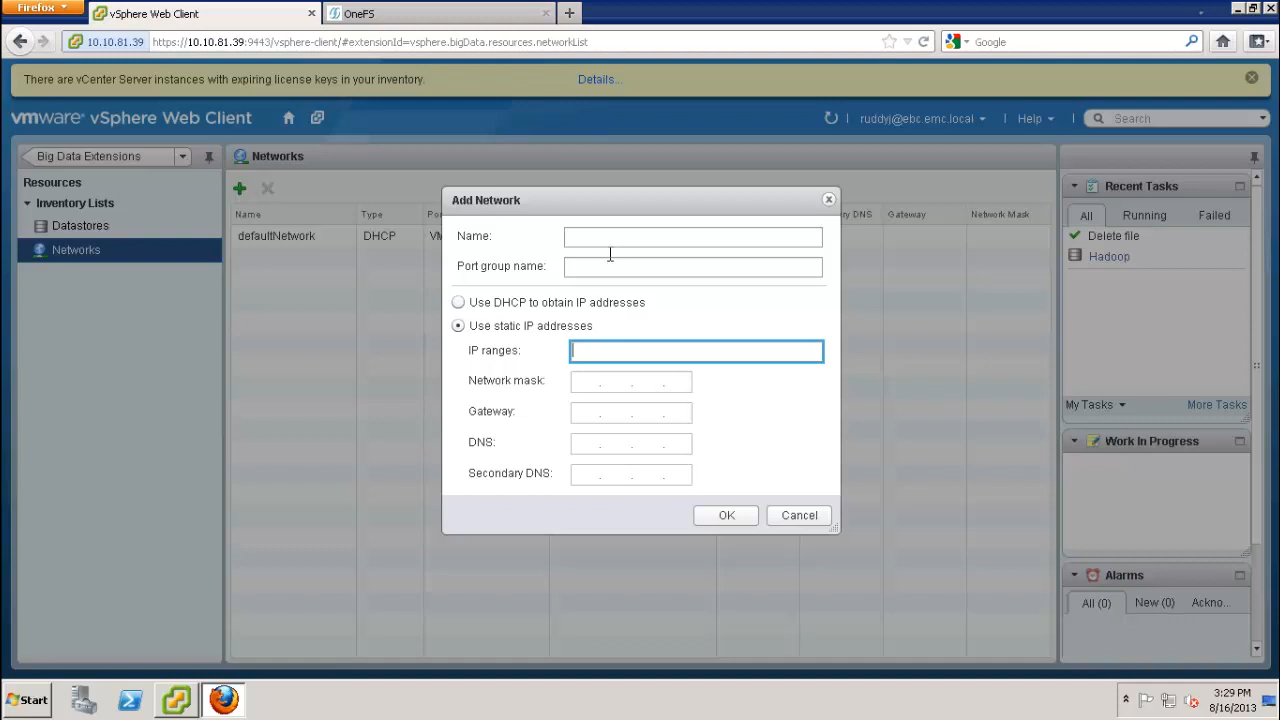 Firefox
vSphere Web Client
OnePS
10.10.81.39
https://10.10.81.39:9443/vsphere-client/#extensionId=vsphere.bigData.resources.networkList
Google
There are vCenter Server instances with expiring license keys in your inventory.
Details...
vmware® vSphere Web Client
ruddyj@ebc.emc.local
Help
Search
Big Data Extensions
Resources
Inventory Lists
Datastores
Networks
Networks
Name
Type
Por
ry DNS
Gateway
Network Mask
defaultNetwork
DHCP
VM
Add Network
Name:
Port group name:
Use DHCP to obtain IP addresses
Use static IP addresses
IP ranges:
Network mask:
Gateway:
DNS:
Secondary DNS:
OK
Cancel
Recent Tasks
All
Running
Failed
Delete file
Hadoop
My Tasks
More Tasks
Work In Progress
Alarms
All (0)
New (0)
Ackno...
Start
3:29 PM
8/16/2013